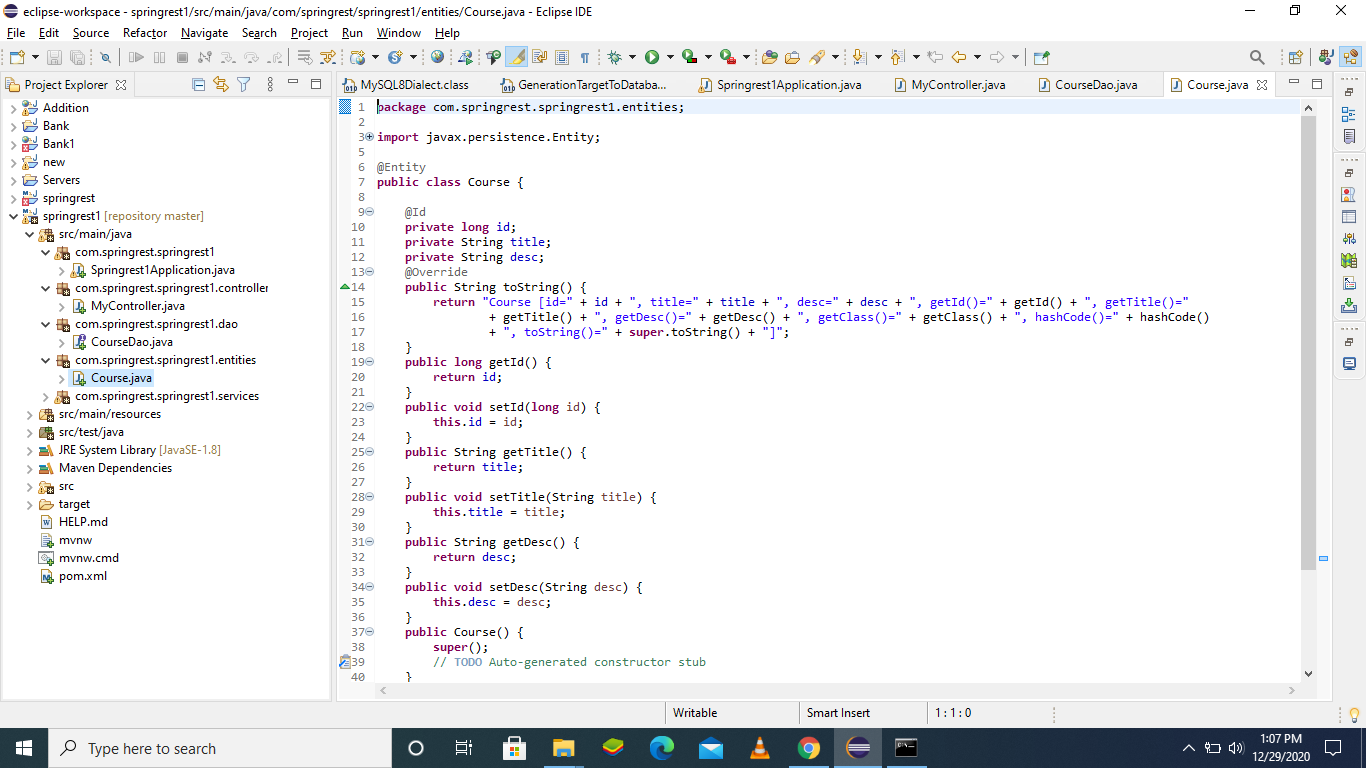 eclipse-workspace - springrest1/src/main/java/com/springrest/springrest1/entities/Course.java - Eclipse IDE
File Edit Source Refactor Navigate Search Project Run Window Help
Project Explorer
Addition
Bank
Bank1
new
Servers
springrest
springrest1 [repository master]
src/main/java
com.springrest.springrest1
Springrest1Application.java
com.springrest.springrest1.controller
MyController.java
com.springrest.springrest1.dao
CourseDao.java
com.springrest.springrest1.entities
Course.java
com.springrest.springrest1.services
src/main/resources
src/test/java
JRE System Library [JavaSE-1.8]
Maven Dependencies
src
target
HELP.md
mvnw
mvnw.cmd
pom.xml
MySQL8Dialect.class GenerationTargetToDataba... Springrest1Application.java MyController.java CourseDao.java Course.java
1 package com.springrest.springrest1.entities;
2
3 import javax.persistence.Entity;
5
6 @Entity
7 public class Course {
8
9 @Id
10 private long id;
11 private String title;
12 private String desc;
13 @Override
14 public String toString() {
15 return "Course [id=" + id + ", title=" + title + ", desc=" + desc + ", getId()=" + getId() + ", getTitle()="
16 + getTitle() + ", getDesc()=" + getDesc() + ", getClass()=" + getClass() + ", hashCode()=" + hashCode()
17 + ", toString()=" + super.toString() + "]";
18 }
19 public long getId() {
20 return id;
21 }
22 public void setId(long id) {
23 this.id = id;
24 }
25 public String getTitle() {
26 return title;
27 }
28 public void setTitle(String title) {
29 this.title = title;
30 }
31 public String getDesc() {
32 return desc;
33 }
34 public void setDesc(String desc) {
35 this.desc = desc;
36 }
37 public Course() {
38 super();
39 // TODO Auto-generated constructor stub
40 }
Writable Smart Insert 1 : 1 : 0
Type here to search
1:07 PM
12/29/2020